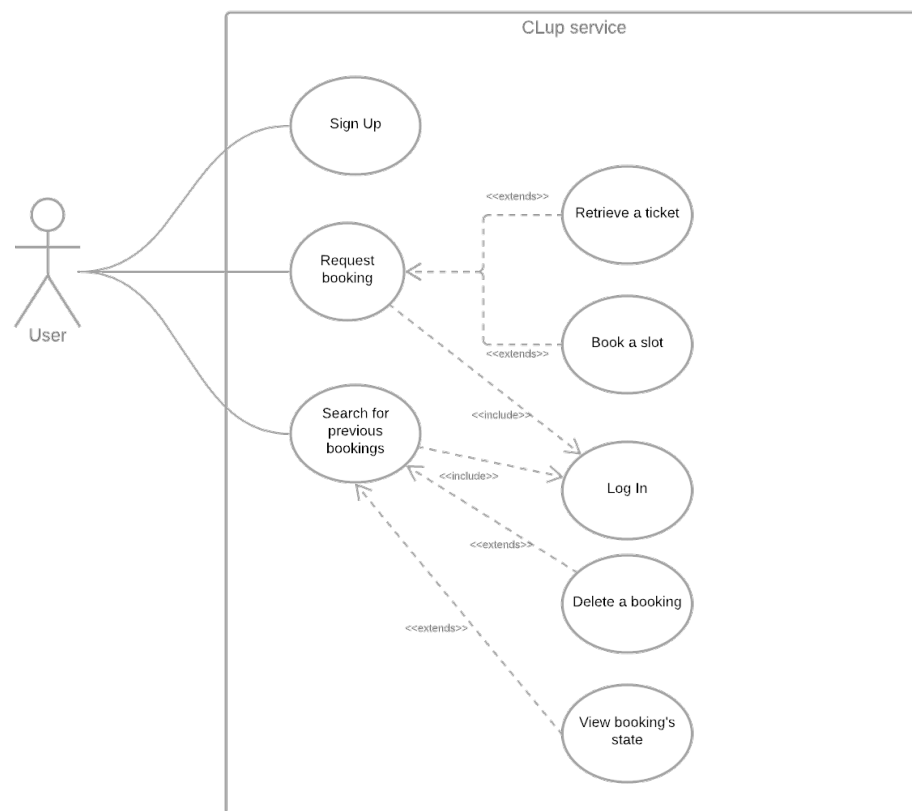 CLup service
Sign Up
<<extends>>
Retrieve a ticket
Request
booking
User
Book a slot
<<extends>>
<<include>>
Search for
previous
bookings
<<include>>
Log In
<<extends>>
Delete a booking
<<extends>>
View booking's
state